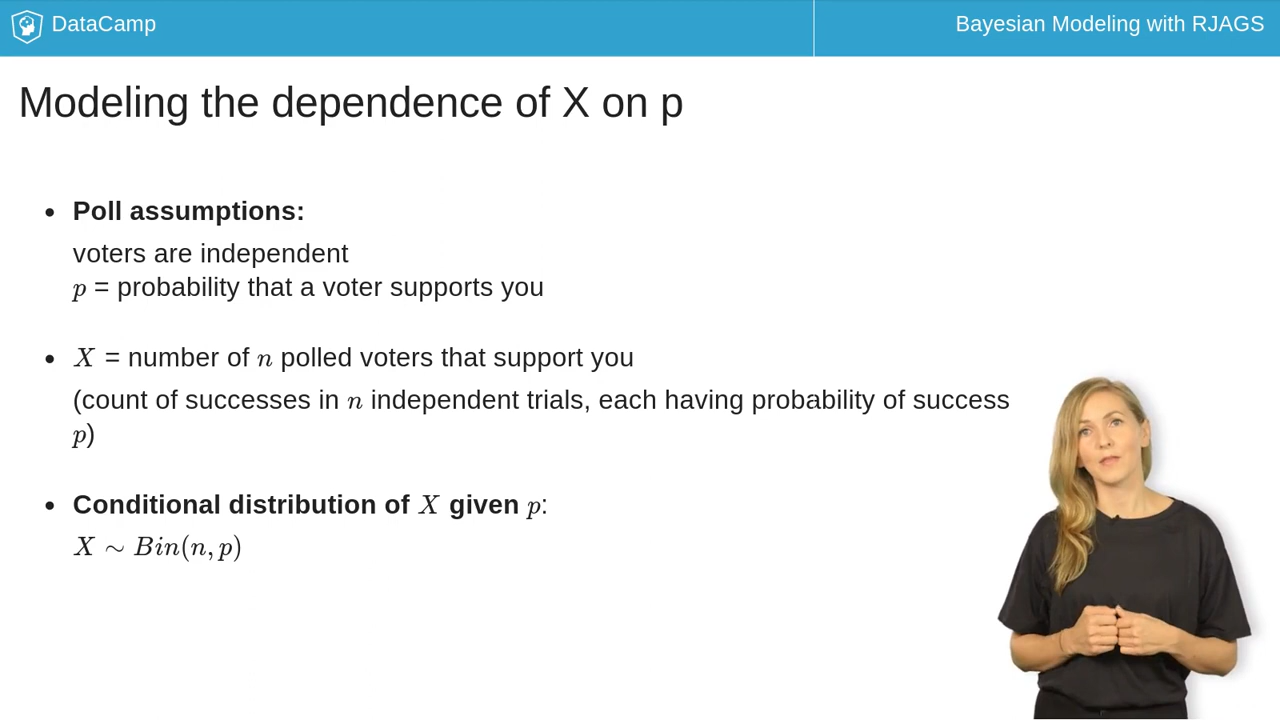 DataCamp
Bayesian Modeling with RJAGS
Modeling the dependence of X on p
• Poll assumptions:
voters are independent
p = probability that a voter supports you
• X = number of n polled voters that support you
(count of successes in n independent trials, each having probability of success
p)
• Conditional distribution of X given p:
X ∼ Bin(n, p)